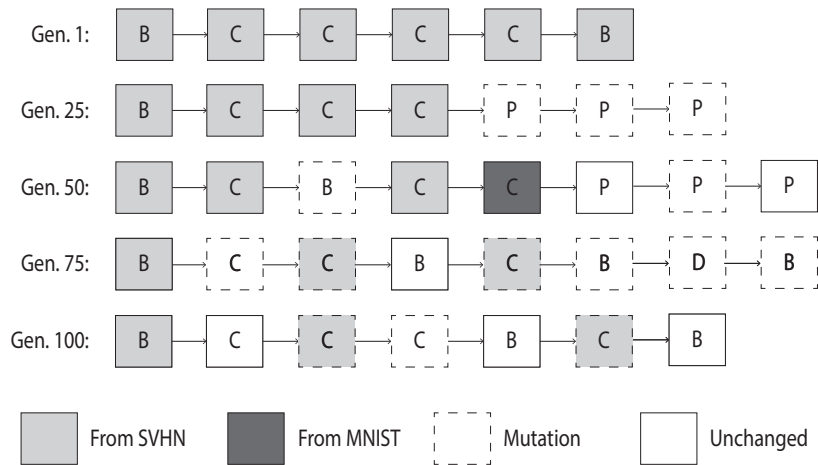 Gen. 1: B C C C C B
Gen. 25: B C C C P P P
Gen. 50: B C B C C P P P
Gen. 75: B C C B C B D B
Gen. 100: B C C C B C B
From SVHN From MNIST Mutation Unchanged